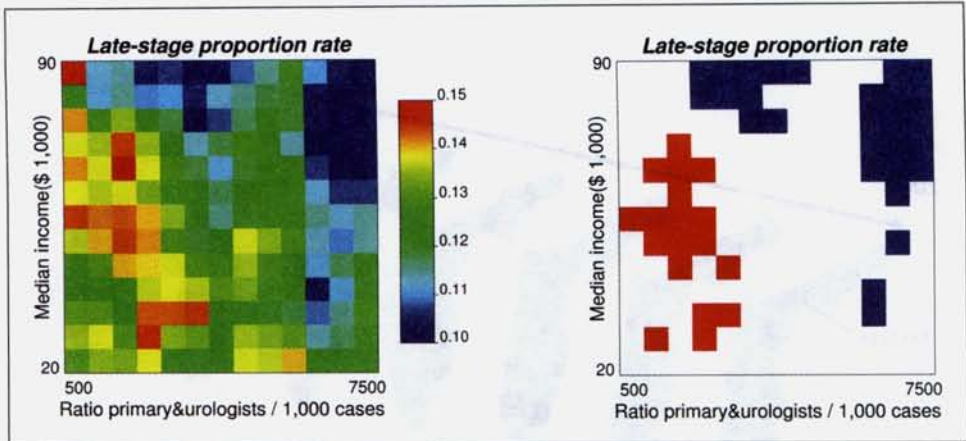 Late-stage proportion rate
90
Median income($ 1,000)
20
500
7500
Ratio primary&urologists / 1,000 cases
0.15
0.14
0.13
0.12
0.11
0.10
Late-stage proportion rate
90
Median income($ 1,000)
20
500
7500
Ratio primary&urologists / 1,000 cases